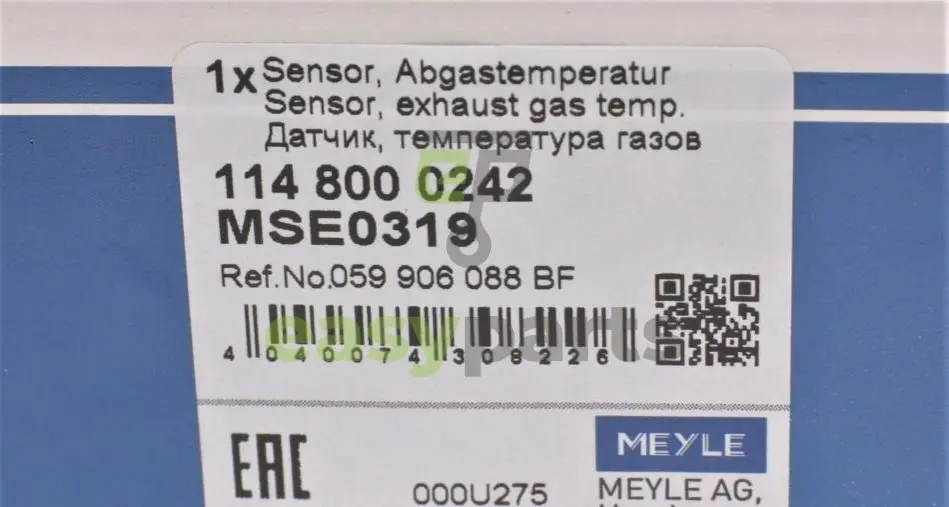 1x Sensor, Abgastemperatur
Sensor, exhaust gas temp.
Датчик, температура газов
114 800 0242
MSE0319
Ref.No.059 906 088 BF
4 040074 308226
easyparts
EAC
MEYLE
000U275
MEYLE AG,